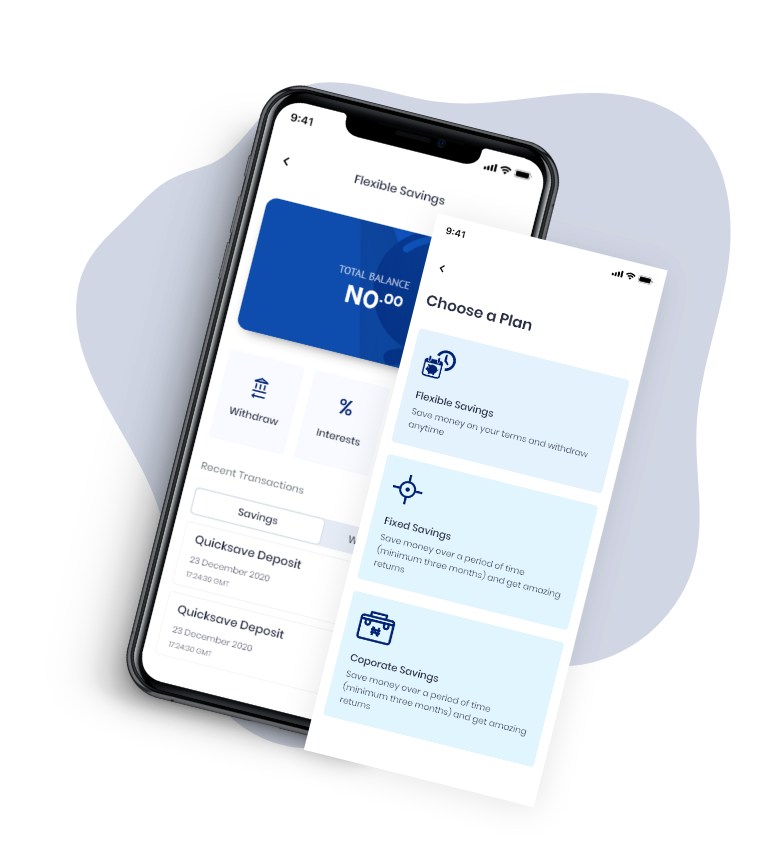 9:41
Flexible Savings
TOTAL BALANCE
N0.00
Withdraw
Interests
Recent Transactions
Savings
W
Quicksave Deposit
23 December 2020
17:24:30 GMT
Quicksave Deposit
23 December 2020
17:24:30 GMT
9:41
Choose a Plan
Flexible Savings
Save money on your terms and withdraw
anytime
Fixed Savings
Save money over a period of time
(minimum three months) and get amazing
returns
Coporate Savings
Save money over a period of time
(minimum three months) and get amazing
returns